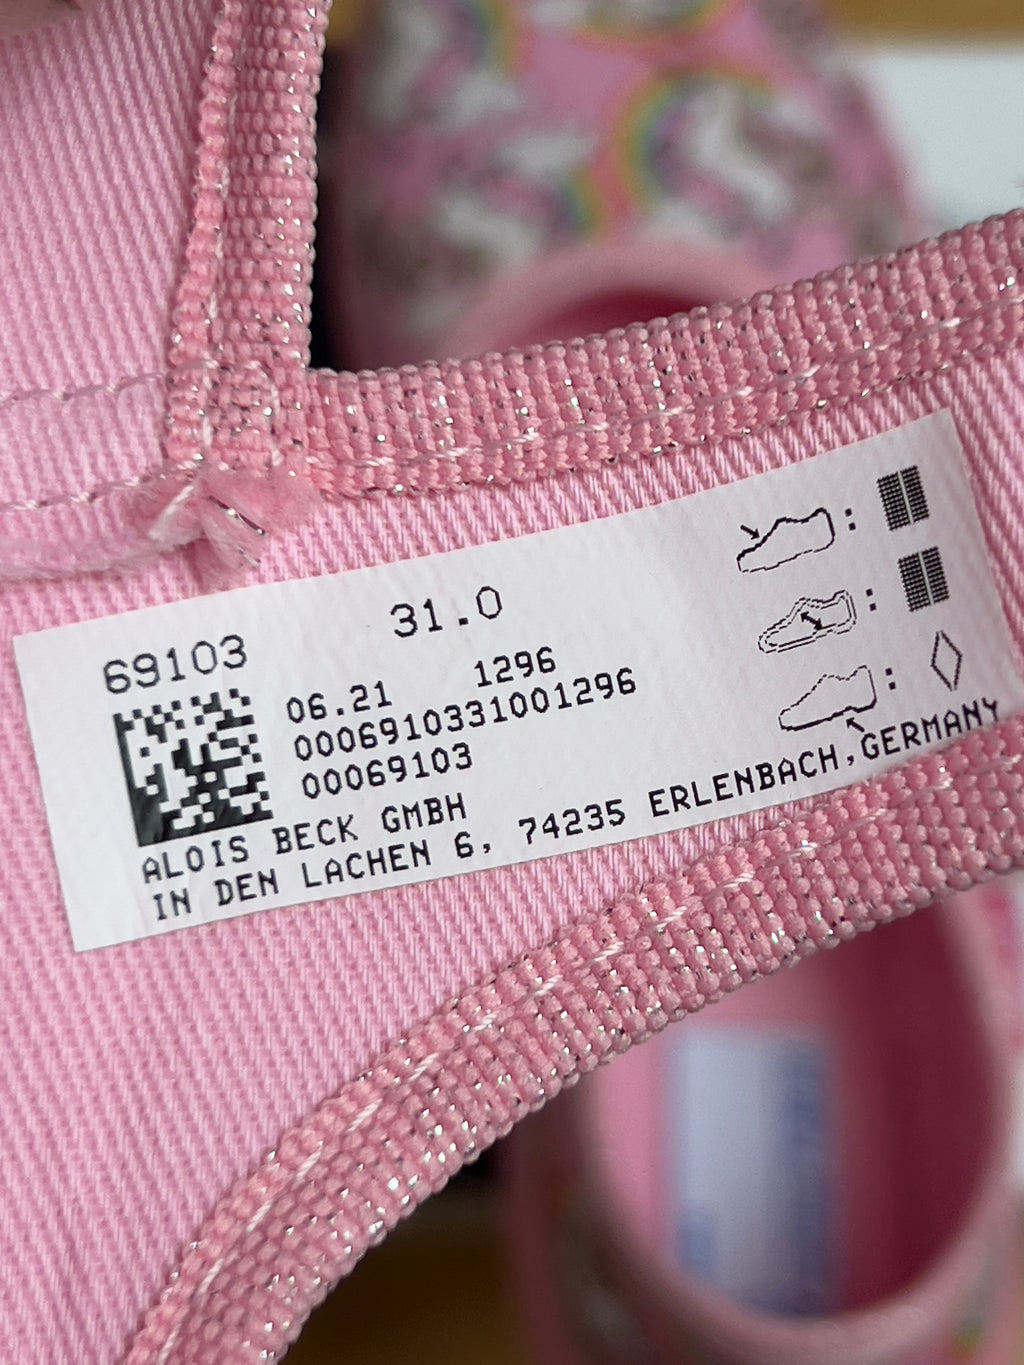 69103 31.0
06.21 1296
0006910331001296
00069103
ALOIS BECK GMBH
IN DEN LACHEN 6, 74235 ERLENBACH,GERMANY